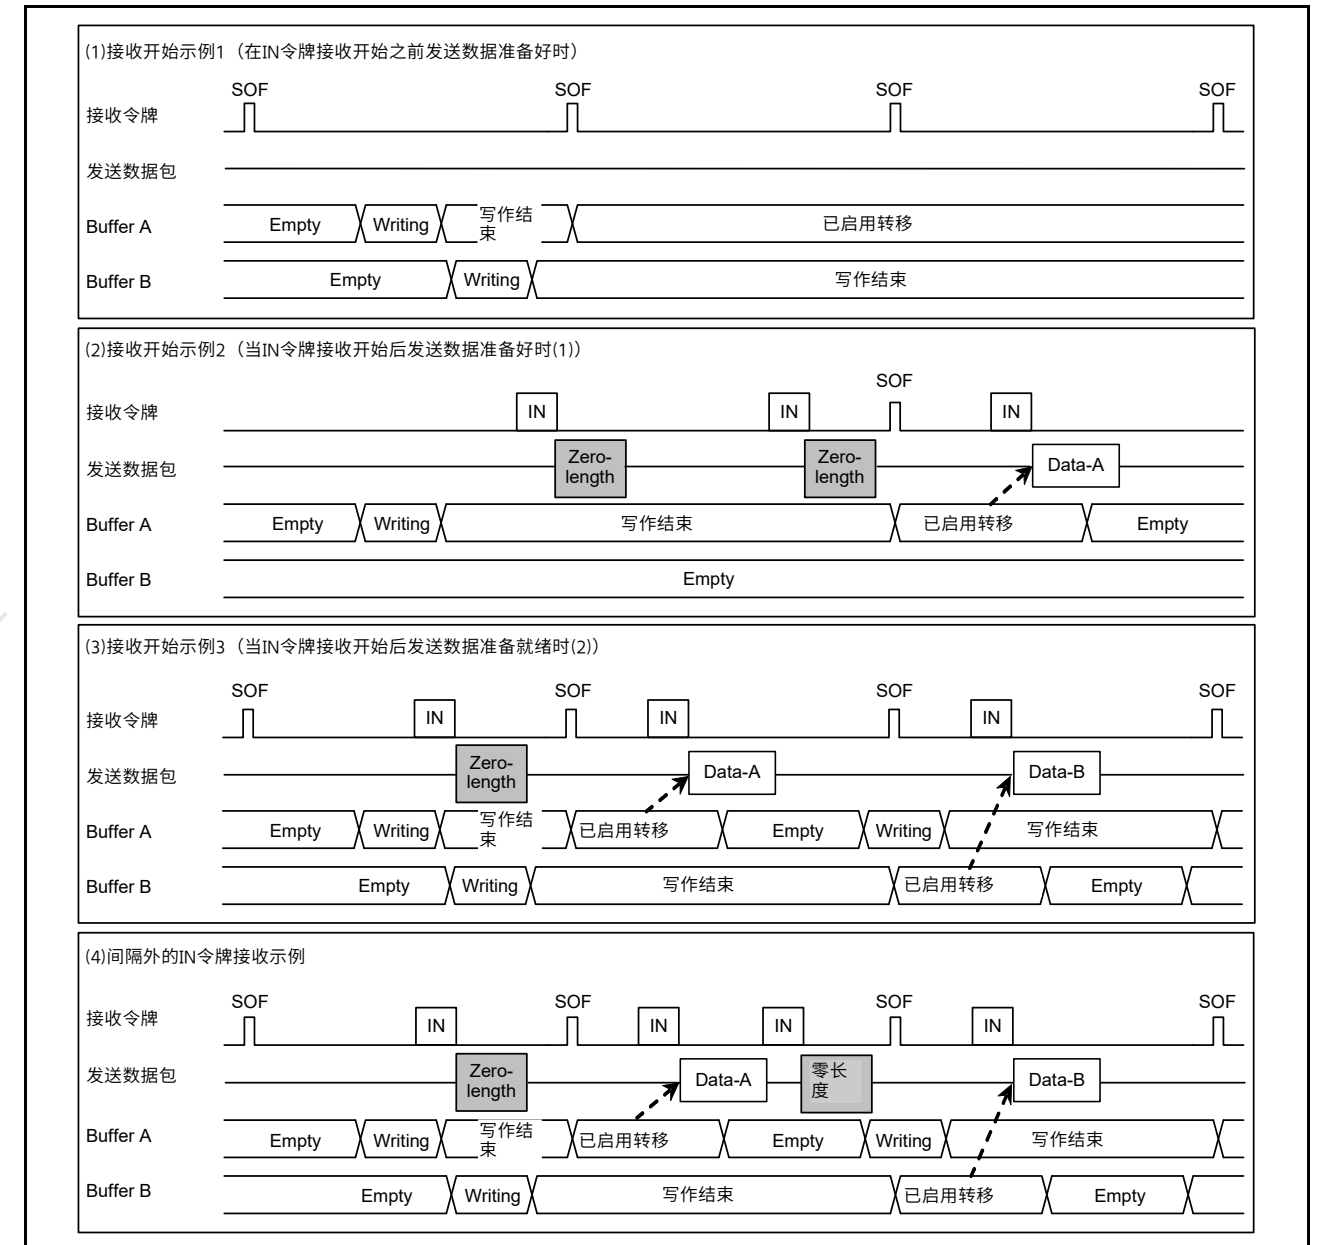 (1)接收开始示例1（在IN令牌接收开始之前发送数据准备好时）
SOF SOF SOF SOF
接收令牌
发送数据包
Buffer A Empty Writing 写作结束 已启用转移
Buffer B Empty Writing 写作结束
(2)接收开始示例2（当IN令牌接收开始后发送数据准备好时(1)）
SOF
接收令牌 IN IN IN
发送数据包 Zero-length Zero-length Data-A
Buffer A Empty Writing 写作结束 已启用转移 Empty
Buffer B Empty
(3)接收开始示例3（当IN令牌接收开始后发送数据准备就绪时(2)）
SOF SOF SOF SOF
接收令牌 IN IN IN
发送数据包 Zero-length Data-A Data-B
Buffer A Empty Writing 写作结束 已启用转移 Empty Writing 写作结束
Buffer B Empty Writing 写作结束 已启用转移 Empty
(4)间隔外的IN令牌接收示例
SOF SOF SOF SOF
接收令牌 IN IN IN IN
发送数据包 Zero-length Data-A 零长度 Data-B
Buffer A Empty Writing 写作结束 已启用转移 Empty Writing 写作结束
Buffer B Empty Writing 写作结束 已启用转移 Empty